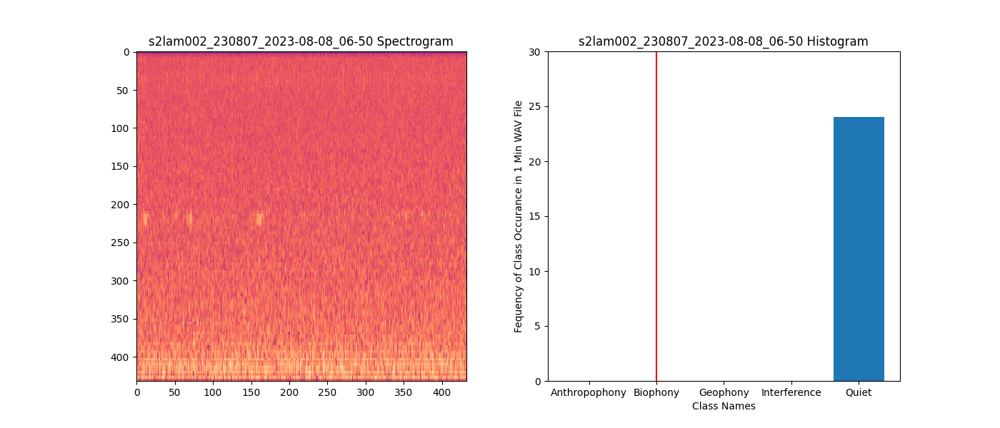 s2lam002_230807_2023-08-08_06-50 Spectrogram
0
50
100
150
200
250
300
350
400
0 50 100 150 200 250 300 350 400
s2lam002_230807_2023-08-08_06-50 Histogram
Fequency of Class Occurance in 1 Min WAV File
30
25
20
15
10
5
0
Anthropophony Biophony Geophony Interference Quiet
Class Names